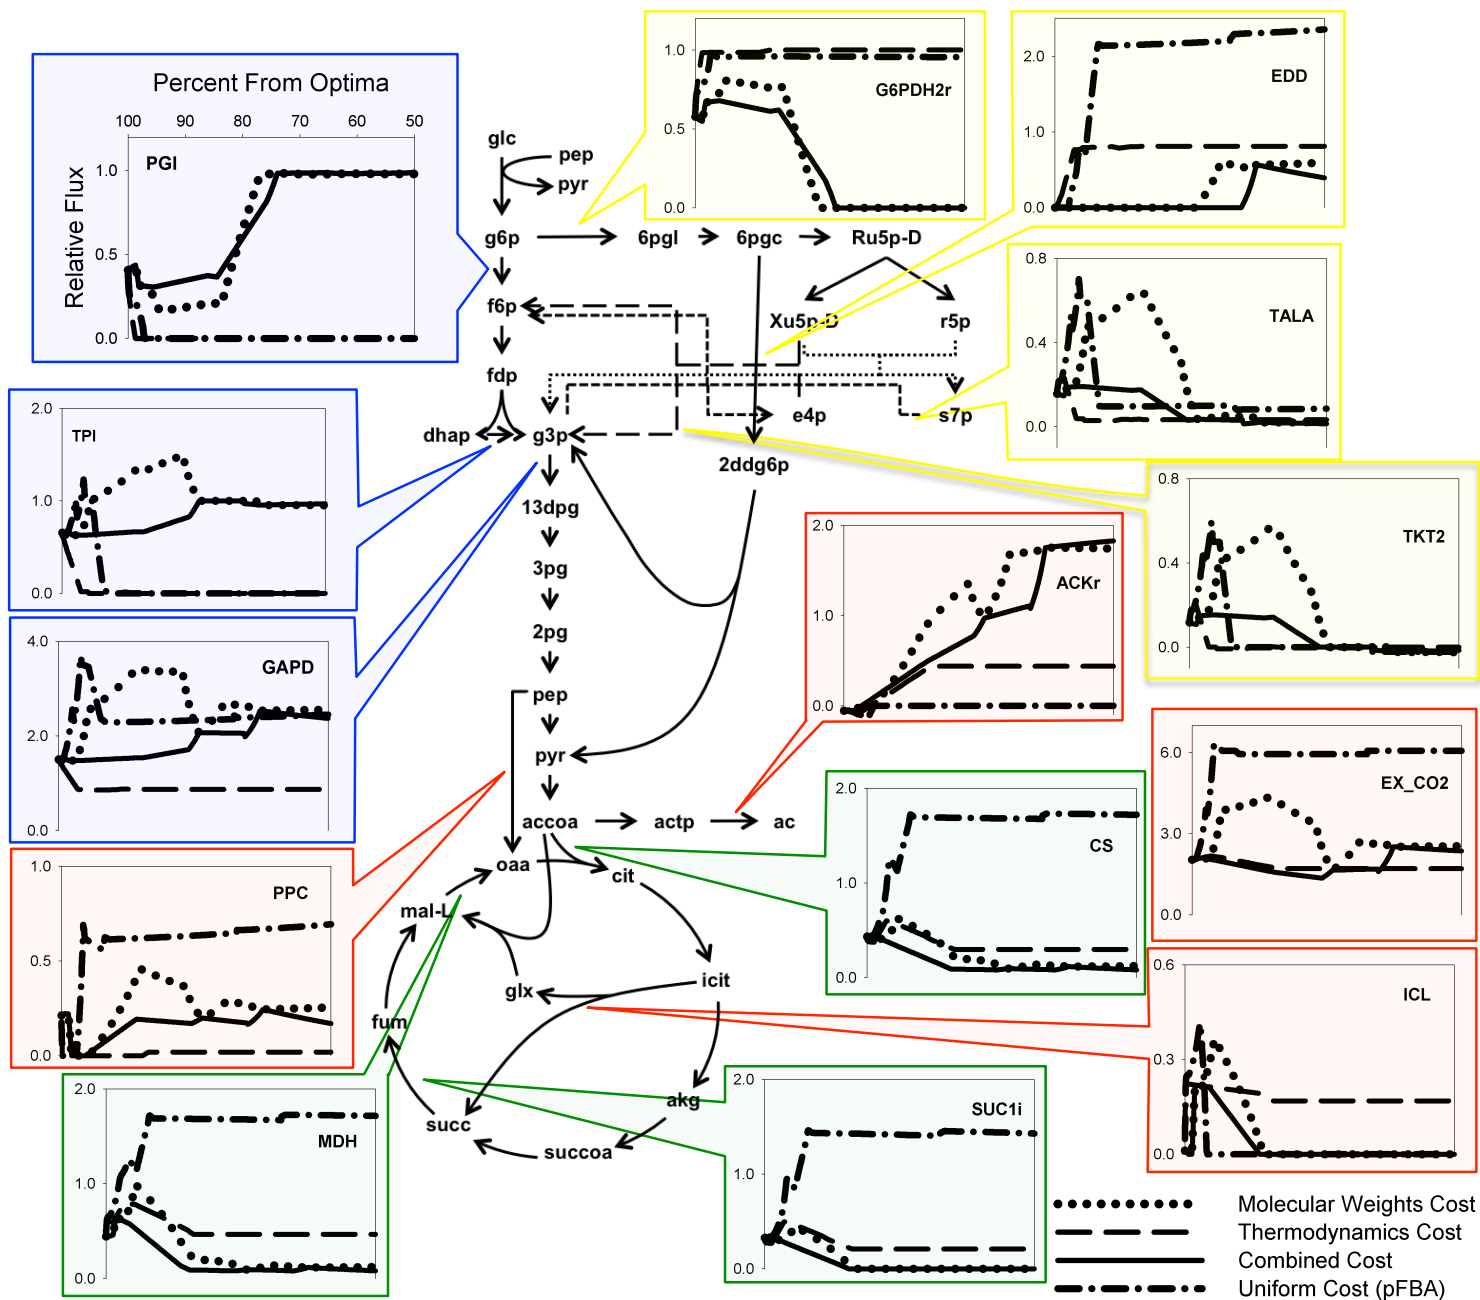 Percent From Optima
100 90 80 70 60 50
Relative Flux
PGI
1.0
0.5
0.0
G6PDH2r
1.0
0.5
0.0
EDD
2.0
1.0
0.0
TALA
0.8
0.4
0.0
TPI
2.0
1.0
0.0
GAPD
4.0
2.0
0.0
PPC
1.0
0.5
0.0
MDH
2.0
1.0
0.0
TKT2
0.8
0.4
0.0
ACKr
2.0
1.0
0.0
EX_CO2
6.0
3.0
0.0
CS
2.0
1.0
0.0
ICL
0.6
0.3
0.0
SUC1i
2.0
1.0
0.0
glc
pep
pyr
g6p
6pgl
6pgc
Ru5p-D
f6p
Xu5p-D
r5p
fdp
e4p
s7p
dhap
g3p
2ddg6p
13dpg
3pg
2pg
pep
pyr
accoa
actp
ac
oaa
cit
mal-L
icit
glx
fum
akg
succ
succoa
Molecular Weights Cost
Thermodynamics Cost
Combined Cost
Uniform Cost (pFBA)